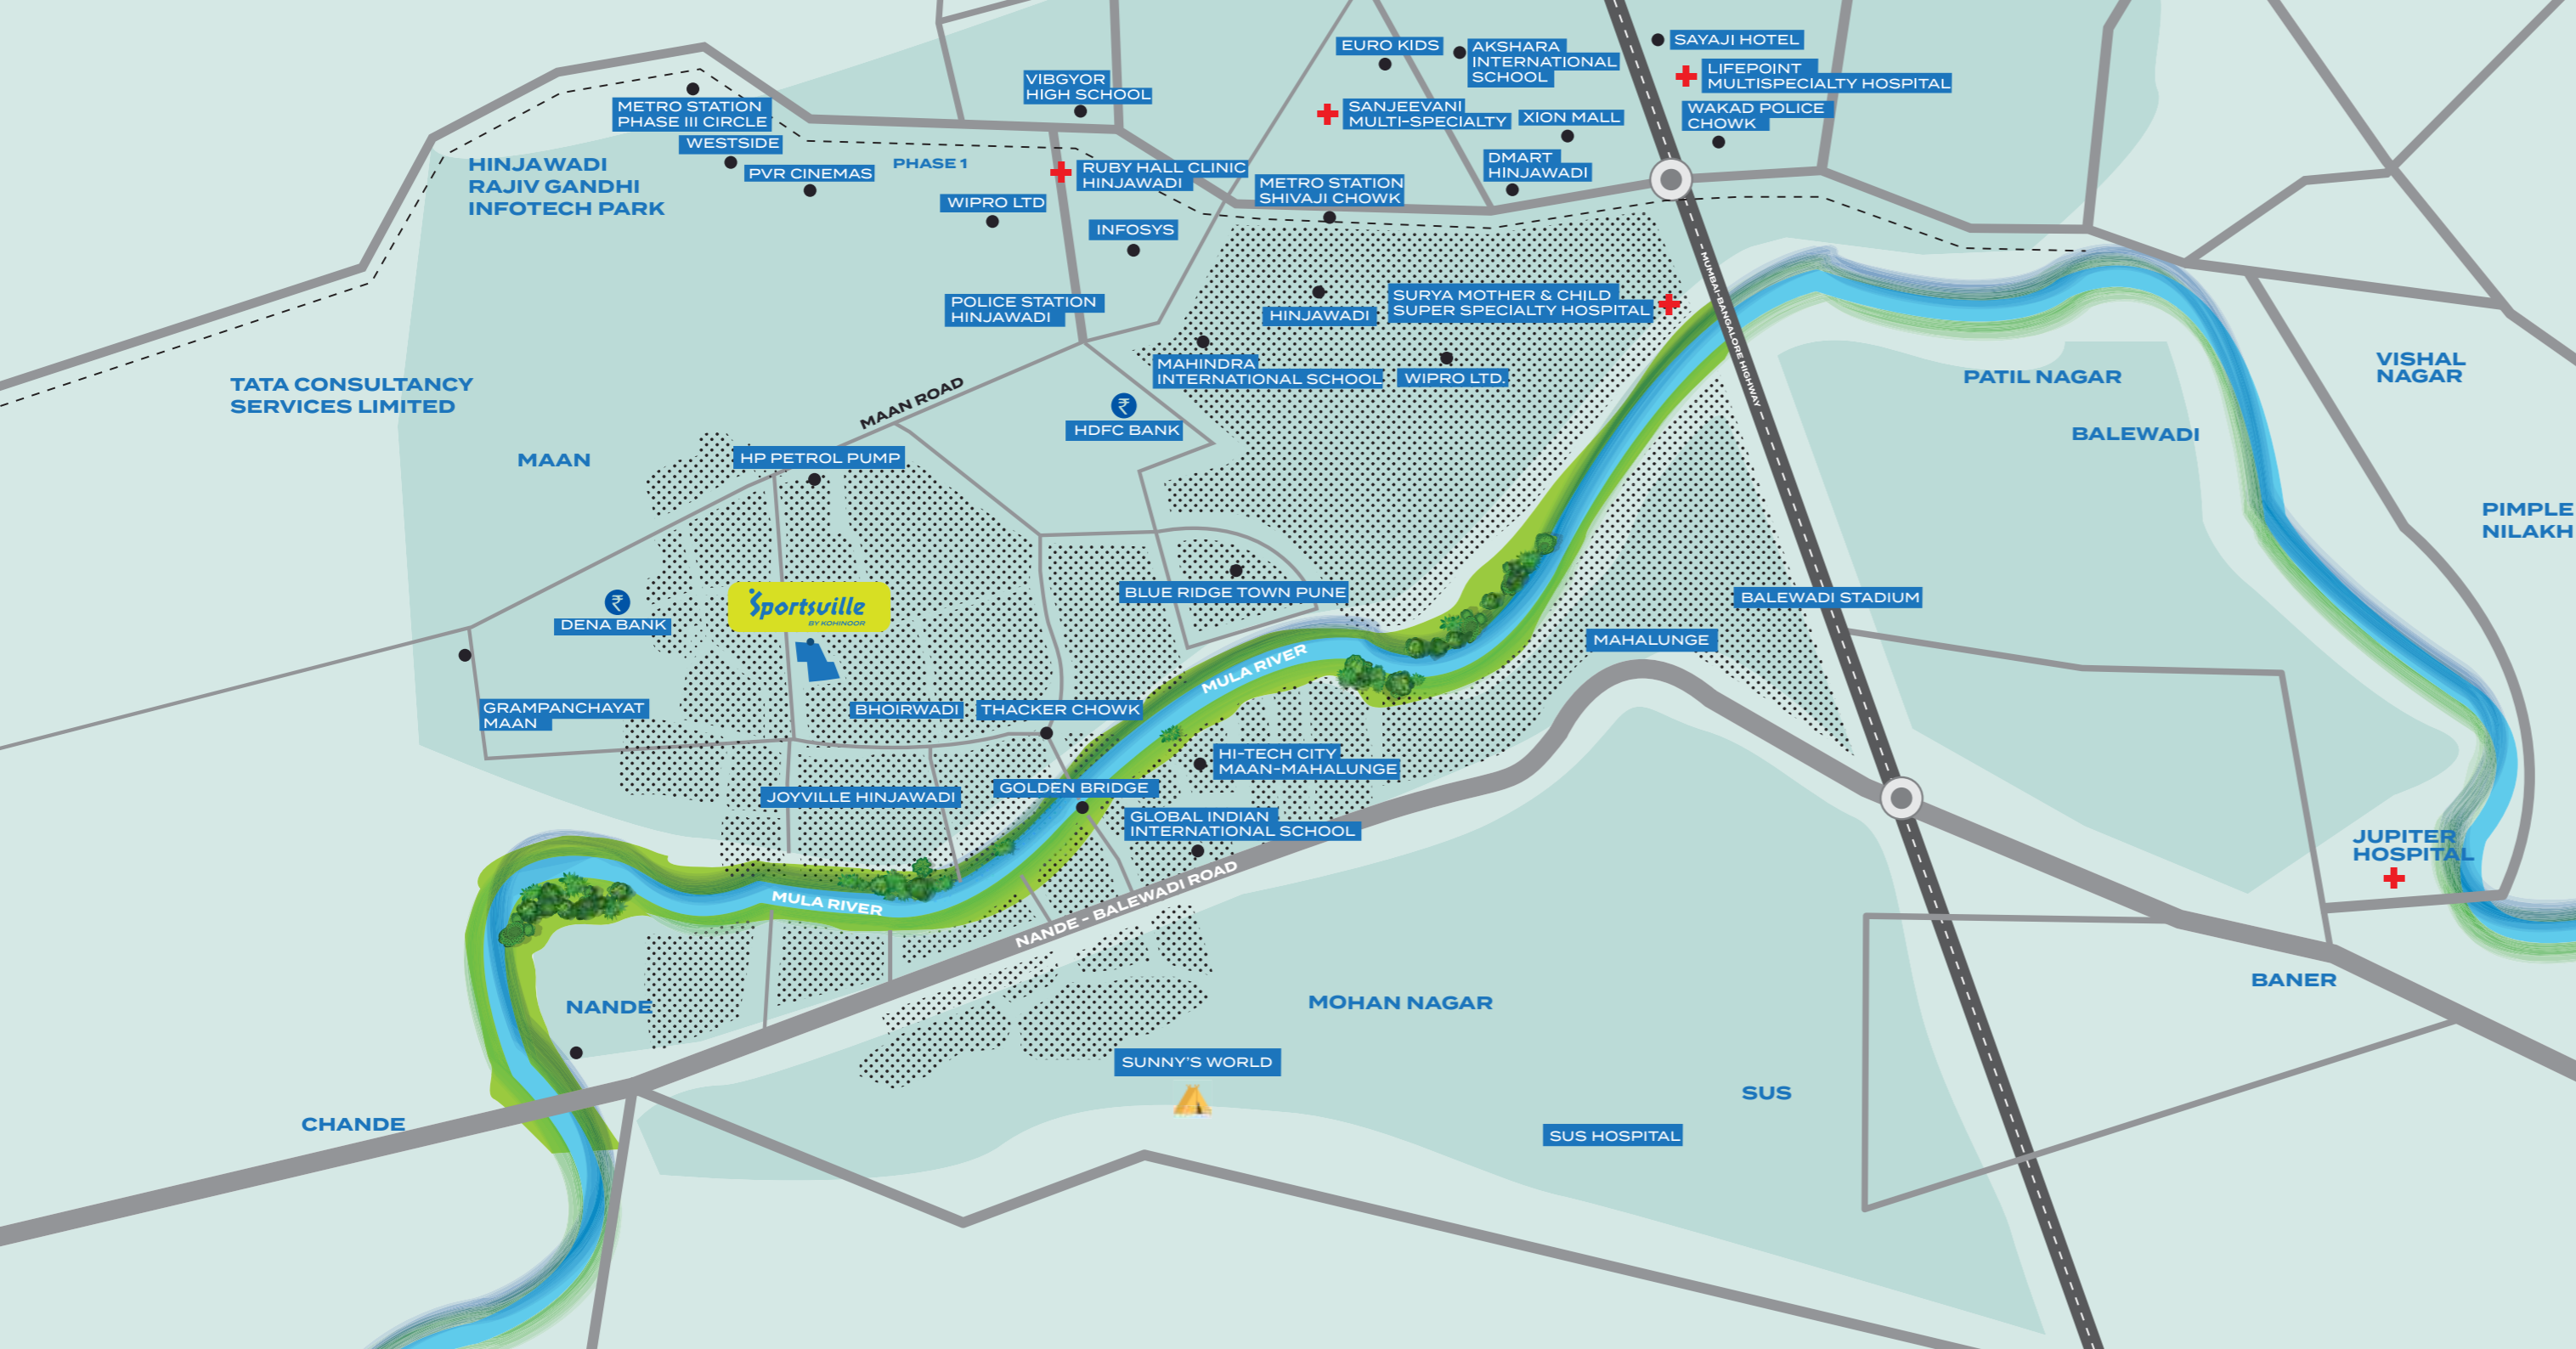 EURO KIDS
AKSHARA
INTERNATIONAL
SCHOOL
SAYAJI HOTEL
LIFEPOINT
MULTISPECIALTY HOSPITAL
VIBGYOR
HIGH SCHOOL
METRO STATION
PHASE III CIRCLE
SANJEEVANI
MULTI-SPECIALTY
XION MALL
WAKAD POLICE
CHOWK
WESTSIDE
PVR CINEMAS
PHASE 1
HINJAWADI
RAJIV GANDHI
INFOTECH PARK
RUBY HALL CLINIC
HINJAWADI
DMART
HINJAWADI
METRO STATION
SHIVAJI CHOWK
WIPRO LTD
INFOSYS
POLICE STATION
HINJAWADI
HINJAWADI
SURYA MOTHER & CHILD
SUPER SPECIALTY HOSPITAL
MUMBAI-BANGALORE HIGHWAY
MAHINDRA
INTERNATIONAL SCHOOL
WIPRO LTD.
TATA CONSULTANCY
SERVICES LIMITED
MAAN ROAD
₹
HDFC BANK
PATIL NAGAR
VISHAL
NAGAR
BALEWADI
MAAN
HP PETROL PUMP
PIMPLE
NILAKH
₹
DENA BANK
Sportsville
BY KOHINOOR
BLUE RIDGE TOWN PUNE
BALEWADI STADIUM
MAHALUNGE
MULA RIVER
GRAMPANCHAYAT
MAAN
BHOIRWADI
THACKER CHOWK
HI-TECH CITY
MAAN-MAHALUNGE
JOYVILLE HINJAWADI
GOLDEN BRIDGE
GLOBAL INDIAN
INTERNATIONAL SCHOOL
JUPITER
HOSPITAL
MULA RIVER
NANDE - BALEWADI ROAD
NANDE
MOHAN NAGAR
BANER
SUNNY'S WORLD
SUS
CHANDE
SUS HOSPITAL